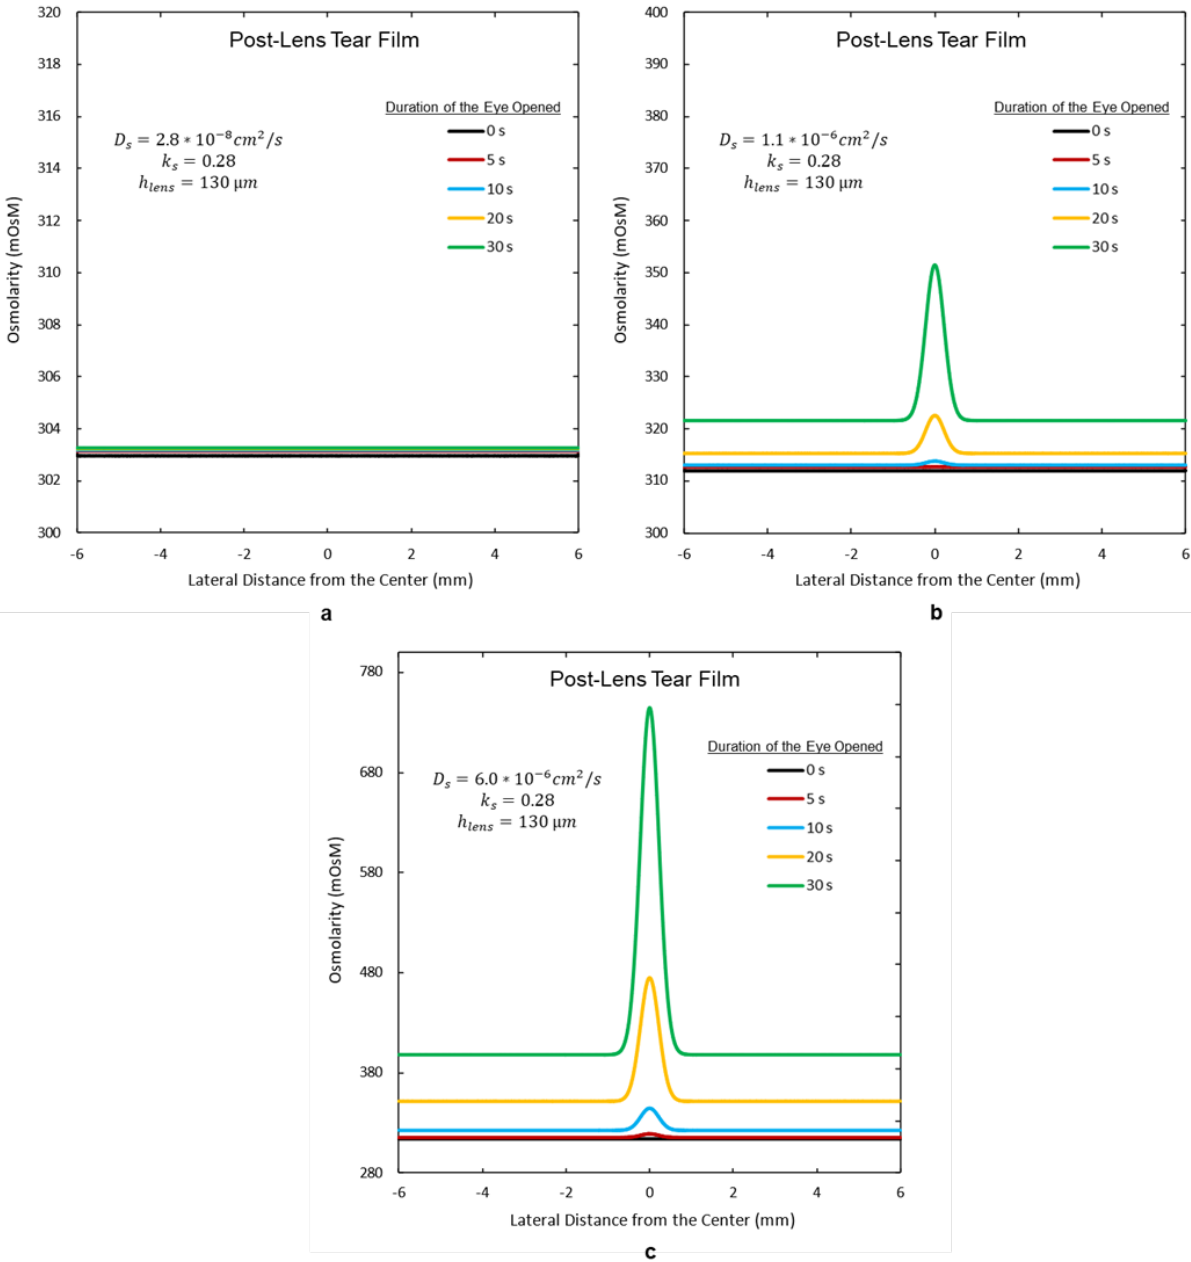 Post-Lens Tear Film
Duration of the Eye Opened
0 s
5 s
10 s
20 s
30 s
D_s = 2.8 * 10^{-8} cm^2/s
k_s = 0.28
h_{lens} = 130 μm
Osmolarity (mOsM)
320
318
316
314
312
310
308
306
304
302
300
-6 -4 -2 0 2 4 6
Lateral Distance from the Center (mm)
a
Post-Lens Tear Film
Duration of the Eye Opened
0 s
5 s
10 s
20 s
30 s
D_s = 1.1 * 10^{-6} cm^2/s
k_s = 0.28
h_{lens} = 130 μm
Osmolarity (mOsM)
400
390
380
370
360
350
340
330
320
310
300
-6 -4 -2 0 2 4 6
Lateral Distance from the Center (mm)
b
Post-Lens Tear Film
Duration of the Eye Opened
0 s
5 s
10 s
20 s
30 s
D_s = 6.0 * 10^{-6} cm^2/s
k_s = 0.28
h_{lens} = 130 μm
Osmolarity (mOsM)
780
680
580
480
380
280
-6 -4 -2 0 2 4 6
Lateral Distance from the Center (mm)
c